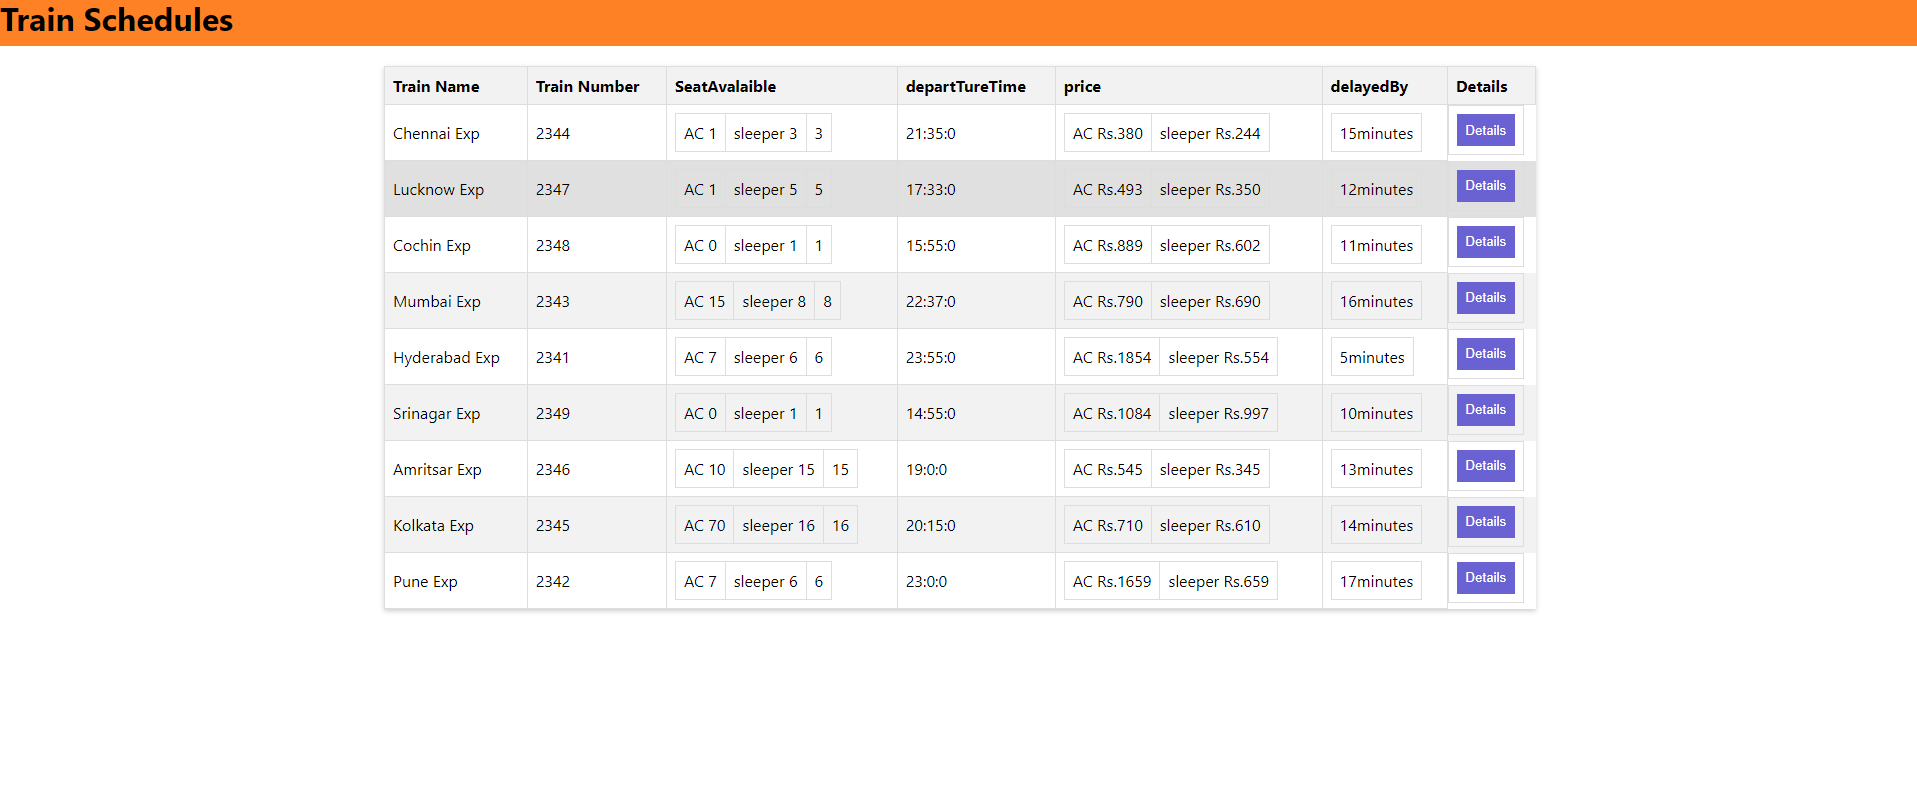 Train Schedules
Train Name Train Number SeatAvalaible departTureTime price delayedBy Details
Chennai Exp 2344 AC 1 sleeper 3 3 21:35:0 AC Rs.380 sleeper Rs.244 15minutes Details
Lucknow Exp 2347 AC 1 sleeper 5 5 17:33:0 AC Rs.493 sleeper Rs.350 12minutes Details
Cochin Exp 2348 AC 0 sleeper 1 1 15:55:0 AC Rs.889 sleeper Rs.602 11minutes Details
Mumbai Exp 2343 AC 15 sleeper 8 8 22:37:0 AC Rs.790 sleeper Rs.690 16minutes Details
Hyderabad Exp 2341 AC 7 sleeper 6 6 23:55:0 AC Rs.1854 sleeper Rs.554 5minutes Details
Srinagar Exp 2349 AC 0 sleeper 1 1 14:55:0 AC Rs.1084 sleeper Rs.997 10minutes Details
Amritsar Exp 2346 AC 10 sleeper 15 15 19:0:0 AC Rs.545 sleeper Rs.345 13minutes Details
Kolkata Exp 2345 AC 70 sleeper 16 16 20:15:0 AC Rs.710 sleeper Rs.610 14minutes Details
Pune Exp 2342 AC 7 sleeper 6 6 23:0:0 AC Rs.1659 sleeper Rs.659 17minutes Details